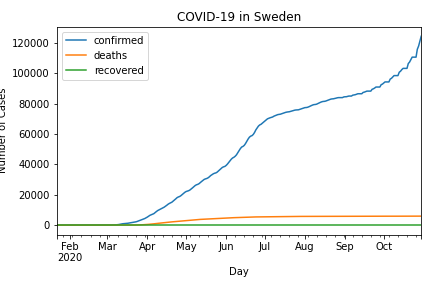 COVID-19 in Sweden
confirmed
deaths
recovered
Number of Cases
120000
100000
80000
60000
40000
20000
0
Feb Mar Apr May Jun Jul Aug Sep Oct
2020
Day